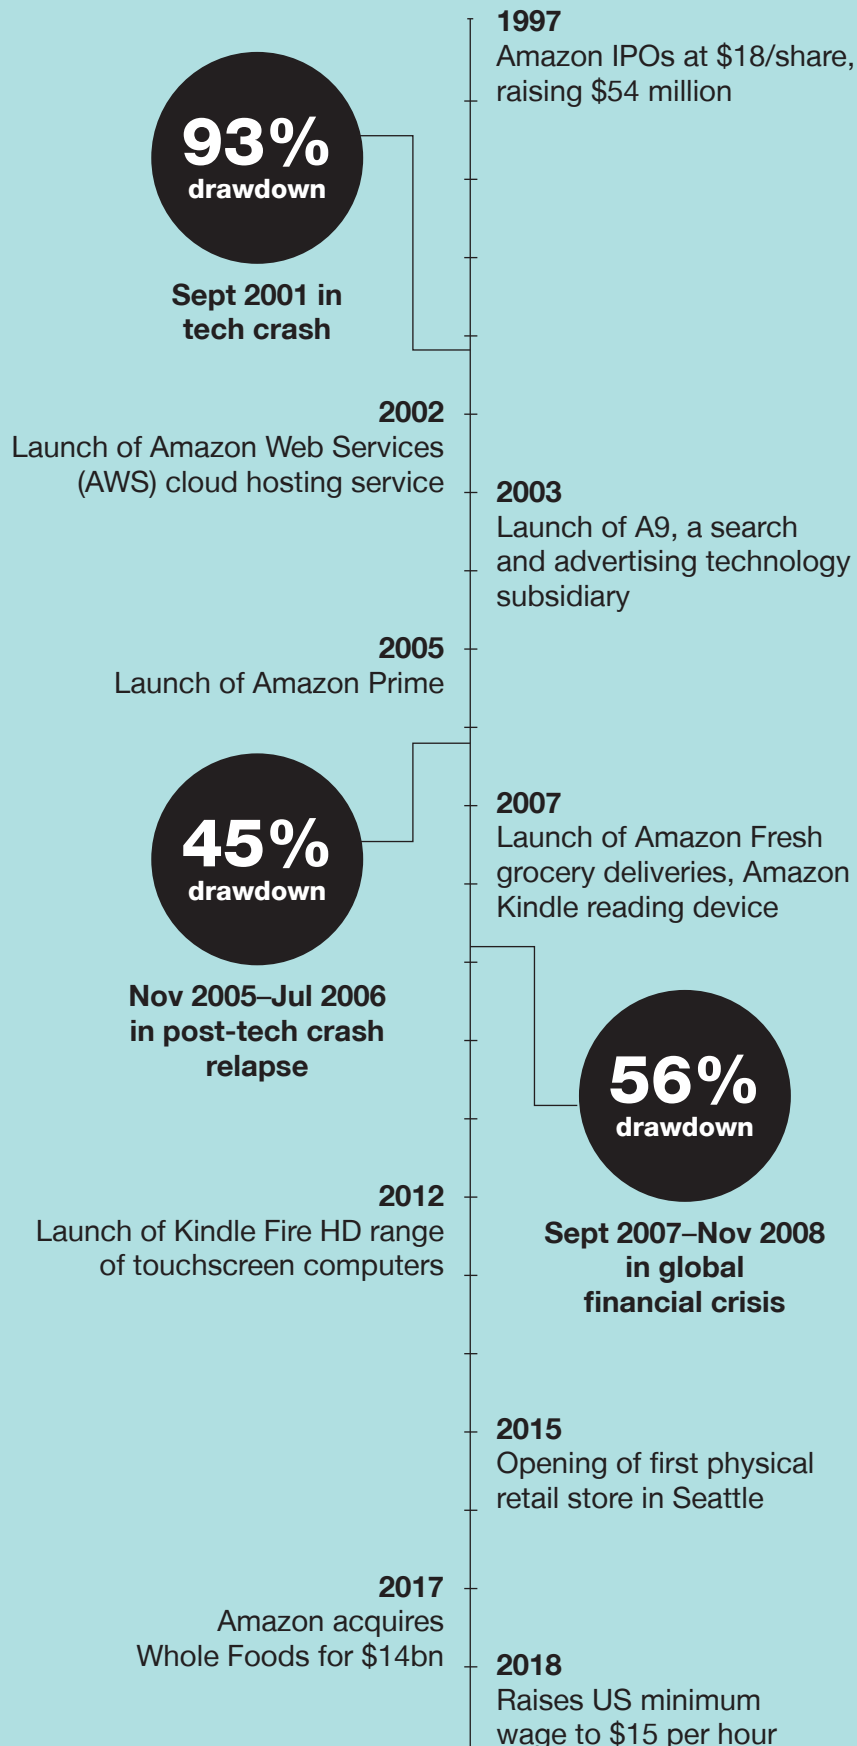 1997
Amazon IPOs at $18/share,
raising $54 million
93%
drawdown
Sept 2001 in
tech crash
2002
Launch of Amazon Web Services
(AWS) cloud hosting service
2003
Launch of A9, a search
and advertising technology
subsidiary
2005
Launch of Amazon Prime
45%
drawdown
Nov 2005–Jul 2006
in post-tech crash
relapse
2007
Launch of Amazon Fresh
grocery deliveries, Amazon
Kindle reading device
56%
drawdown
Sept 2007–Nov 2008
in global
financial crisis
2012
Launch of Kindle Fire HD range
of touchscreen computers
2015
Opening of first physical
retail store in Seattle
2017
Amazon acquires
Whole Foods for $14bn
2018
Raises US minimum
wage to $15 per hour